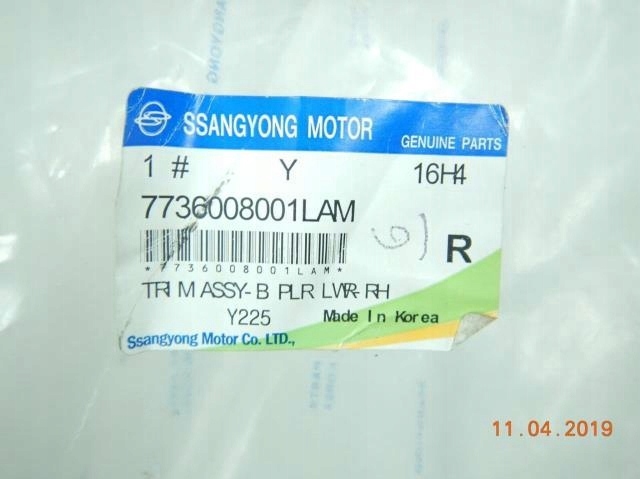 SSANGYONG MOTOR GENUINE PARTS
1 # Y 16H4
7736008001LAM
6) R
*7736008001LAM*
TRIM ASSY-B PLR LWR-RH
Y225 Made In Korea
Ssangyong Motor Co. LTD.,
11.04.2019